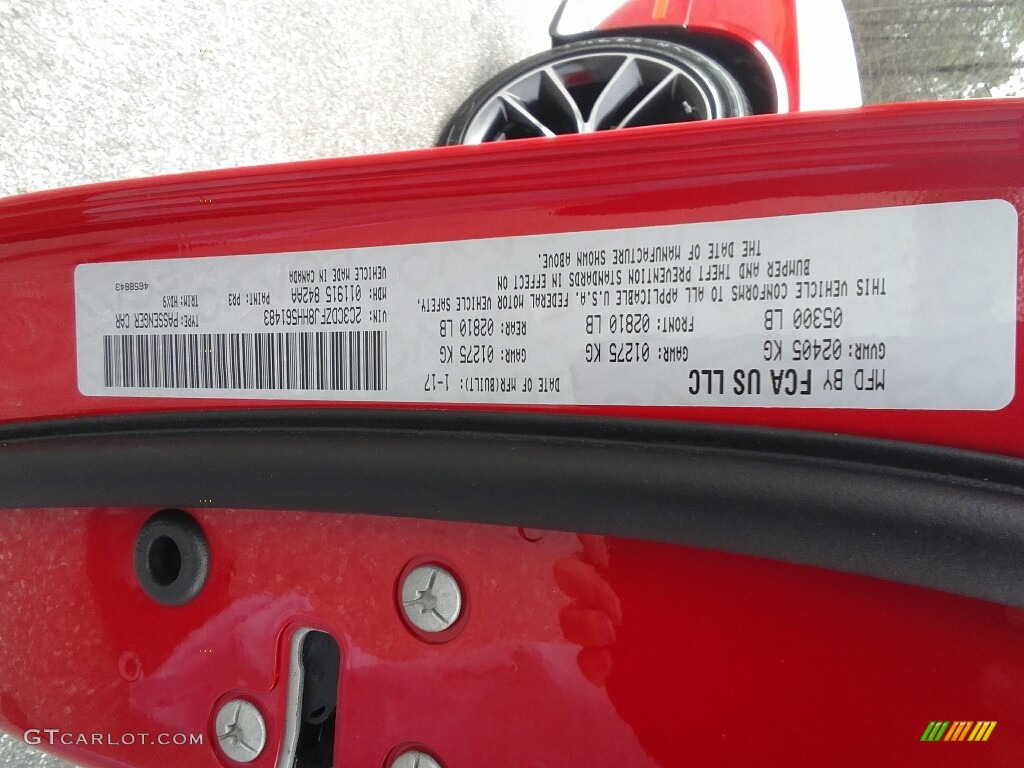 MFD BY FCA US LLC
DATE OF MFR(BUILT): 1-17
GVWR: 02405 KG
05300 LB
GAWR: 01275 KG
FRONT: 02810 LB
GAWR: 01275 KG
REAR: 02810 LB
THIS VEHICLE CONFORMS TO ALL APPLICABLE U.S.A. FEDERAL MOTOR VEHICLE SAFETY,
BUMPER AND THEFT PREVENTION STANDARDS IN EFFECT ON
THE DATE OF MANUFACTURE SHOWN ABOVE.
VIN: 2C3CDZFJ8HH561483
TYPE: PASSENGER CAR
MDH: 011915 842AA
PAINT: PR3
TRIM: HDX9
VEHICLE MADE IN CANADA
4658843
GTCARLOT.COM